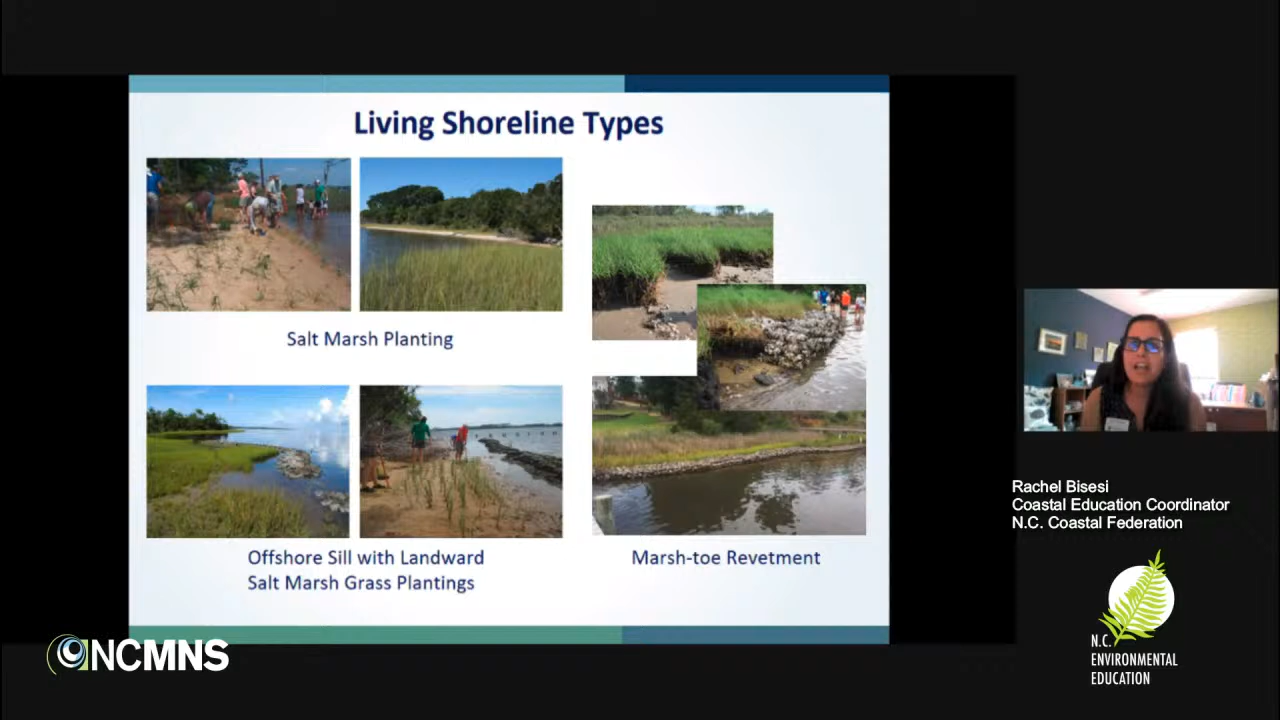 Living Shoreline Types
Salt Marsh Planting
Offshore Sill with Landward
Salt Marsh Grass Plantings
Marsh-toe Revetment
Rachel Bisesi
Coastal Education Coordinator
N.C. Coastal Federation
NCMNS
N.C.
ENVIRONMENTAL
EDUCATION